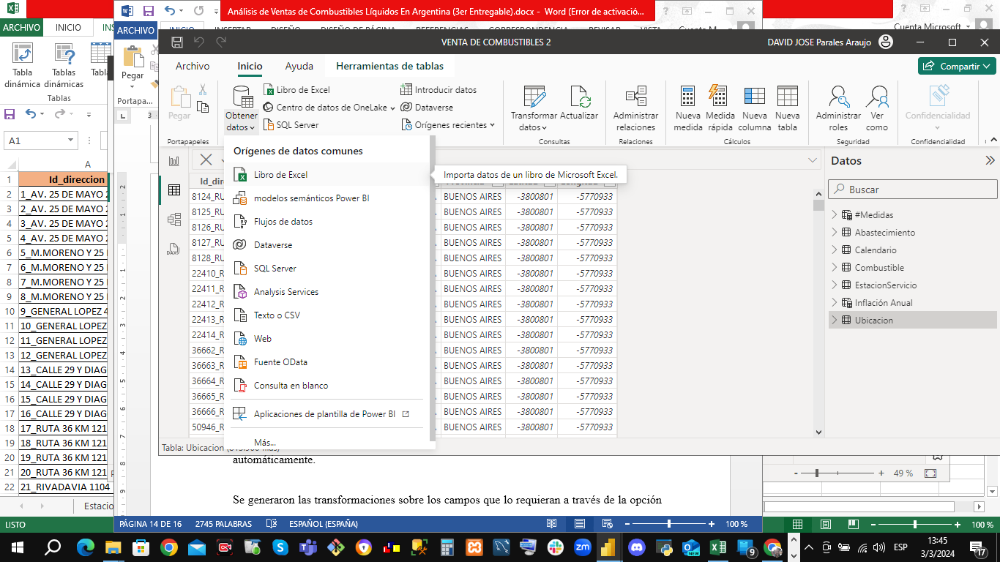 Análisis de Ventas de Combustibles Líquidos En Argentina (3er Entregable).docx - Word (Error de activació...
ARCHIVO
INICIO
ARCHIVO
Cuenta Microsoft
Tabla dinámica
Tablas dinámicas
Tabla
Tablas
Pegar
Portapa...
A1
A
Id_direccion
1
2 1_AV. 25 DE MAYO 2
3 2_AV. 25 DE MAYO 2
4 3_AV. 25 DE MAYO 2
5 4_AV. 25 DE MAYO 2
6 5_M.MORENO Y 25
7 6_M.MORENO Y 25
8 7_M.MORENO Y 25
9 8_M.MORENO Y 25
10 9_GENERAL LOPEZ 4
11 10_GENERAL LOPEZ
12 11_GENERAL LOPEZ
13 12_GENERAL LOPEZ
14 13_CALLE 29 Y DIAG
15 14_CALLE 29 Y DIAG
16 15_CALLE 29 Y DIAG
17 16_CALLE 29 Y DIAG
18 17_RUTA 36 KM 121
19 18_RUTA 36 KM 121
20 19_RUTA 36 KM 121
21 20_RUTA 36 KM 121
22 21_RIVADAVIA 1104
Estacio
LISTO
VENTA DE COMBUSTIBLES 2
DAVID JOSE Parales Araujo
Archivo
Inicio
Ayuda
Herramientas de tablas
Compartir
Pegar
Portapapeles
Obtener datos
Libro de Excel
Centro de datos de OneLake
SQL Server
Introducir datos
Dataverse
Orígenes recientes
Transformar datos
Actualizar
Consultas
Administrar relaciones
Relaciones
Nueva medida
Medida rápida
Nueva columna
Nueva tabla
Cálculos
Administrar roles
Ver como
Seguridad
Confidencialidad
Confidencialidad
Orígenes de datos comunes
Libro de Excel
modelos semánticos Power BI
Flujos de datos
Dataverse
SQL Server
Analysis Services
Texto o CSV
Web
Fuente OData
Consulta en blanco
Aplicaciones de plantilla de Power BI
Más...
Importa datos de un libro de Microsoft Excel.
8124_RU BUENOS AIRES -3800801 -5770933
8125_RU BUENOS AIRES -3800801 -5770933
8126_RU BUENOS AIRES -3800801 -5770933
8127_RU BUENOS AIRES -3800801 -5770933
8128_RU BUENOS AIRES -3800801 -5770933
22410_R BUENOS AIRES -3800801 -5770933
22411_R BUENOS AIRES -3800801 -5770933
22412_R BUENOS AIRES -3800801 -5770933
22413_R BUENOS AIRES -3800801 -5770933
22414_R BUENOS AIRES -3800801 -5770933
36662_R BUENOS AIRES -3800801 -5770933
36663_R BUENOS AIRES -3800801 -5770933
36664_R BUENOS AIRES -3800801 -5770933
36665_R BUENOS AIRES -3800801 -5770933
36666_R BUENOS AIRES -3800801 -5770933
50946_R BUENOS AIRES -3800801 -5770933
Tabla: Ubicacion
Datos
Buscar
#Medidas
Abastecimiento
Calendario
Combustible
EstacionServicio
Inflación Anual
Ubicacion
automáticamente.
Se generaron las transformaciones sobre los campos que lo requieran a través de la opción
49 %
PÁGINA 14 DE 16
2745 PALABRAS
ESPAÑOL (ESPAÑA)
100 %
100 %
ESP
13:45
3/3/2024
9
17